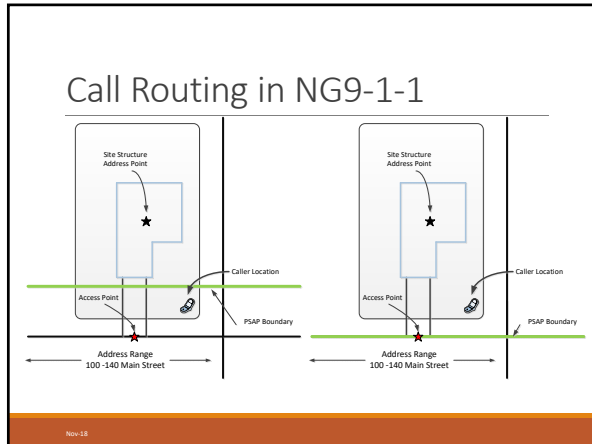 Call Routing in NG9-1-1
Site Structure
Address Point
Caller Location
Access Point
PSAP Boundary
Address Range
100 -140 Main Street
Site Structure
Address Point
Caller Location
Access Point
PSAP Boundary
Address Range
100 -140 Main Street
Nov-18